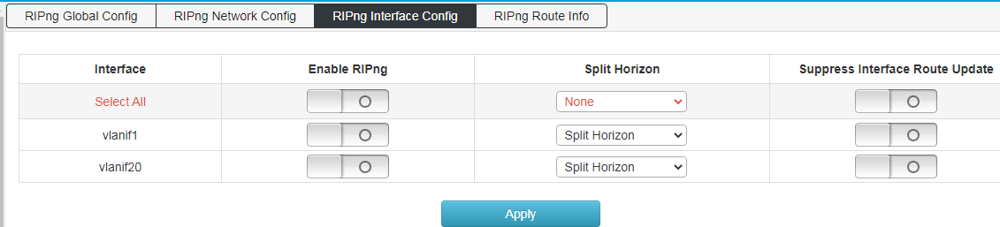 RIPng Global Config RIPng Network Config RIPng Interface Config RIPng Route Info
Interface Enable RIPng Split Horizon Suppress Interface Route Update
Select All None
vlanif1 Split Horizon
vlanif20 Split Horizon
Apply